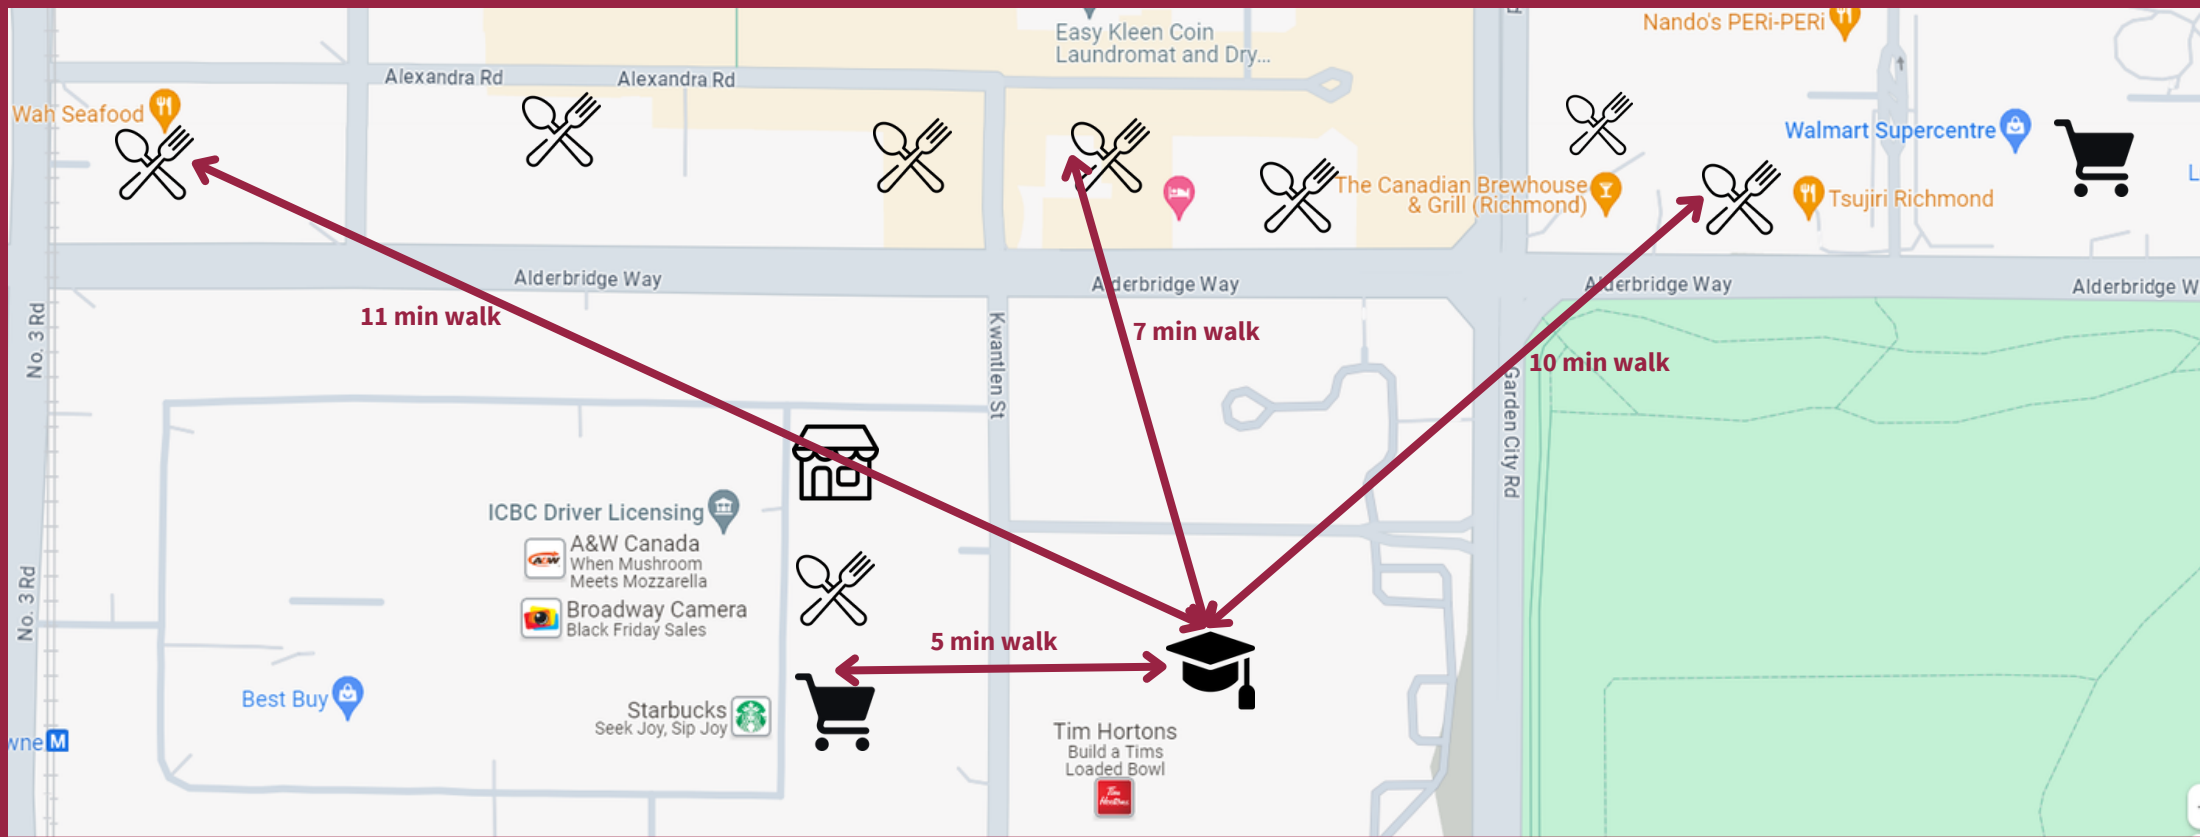 Easy Kleen Coin
Laundromat and Dry...
Nando's PERi-PERi
Alexandra Rd
Alexandra Rd
Wah Seafood
Walmart Supercentre
The Canadian Brewhouse
& Grill (Richmond)
Tsujiri Richmond
L
Alderbridge Way
Alderbridge Way
Alderbridge Way
Alderbridge W
No. 3 Rd
11 min walk
Kwantlen St
7 min walk
10 min walk
Garden City Rd
ICBC Driver Licensing
A&W Canada
When Mushroom
Meets Mozzarella
A&W
Broadway Camera
Black Friday Sales
No. 3 Rd
5 min walk
Best Buy
Starbucks
Seek Joy, Sip Joy
wne M
Tim Hortons
Build a Tims
Loaded Bowl
Tim
Hortons